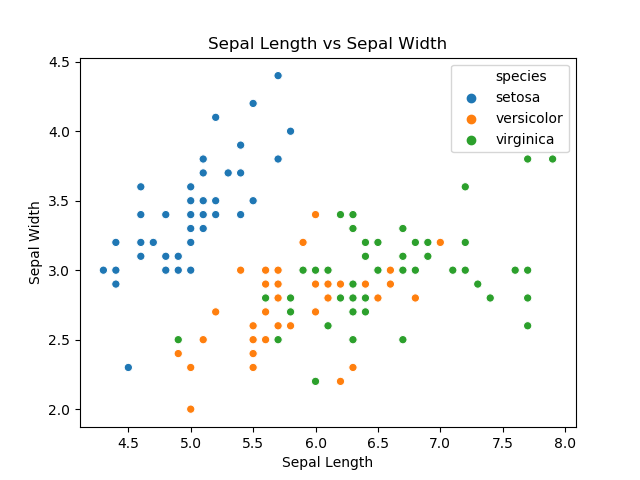 Sepal Length vs Sepal Width
species
setosa
versicolor
virginica
Sepal Width
4.5
4.0
3.5
3.0
2.5
2.0
4.5 5.0 5.5 6.0 6.5 7.0 7.5 8.0
Sepal Length